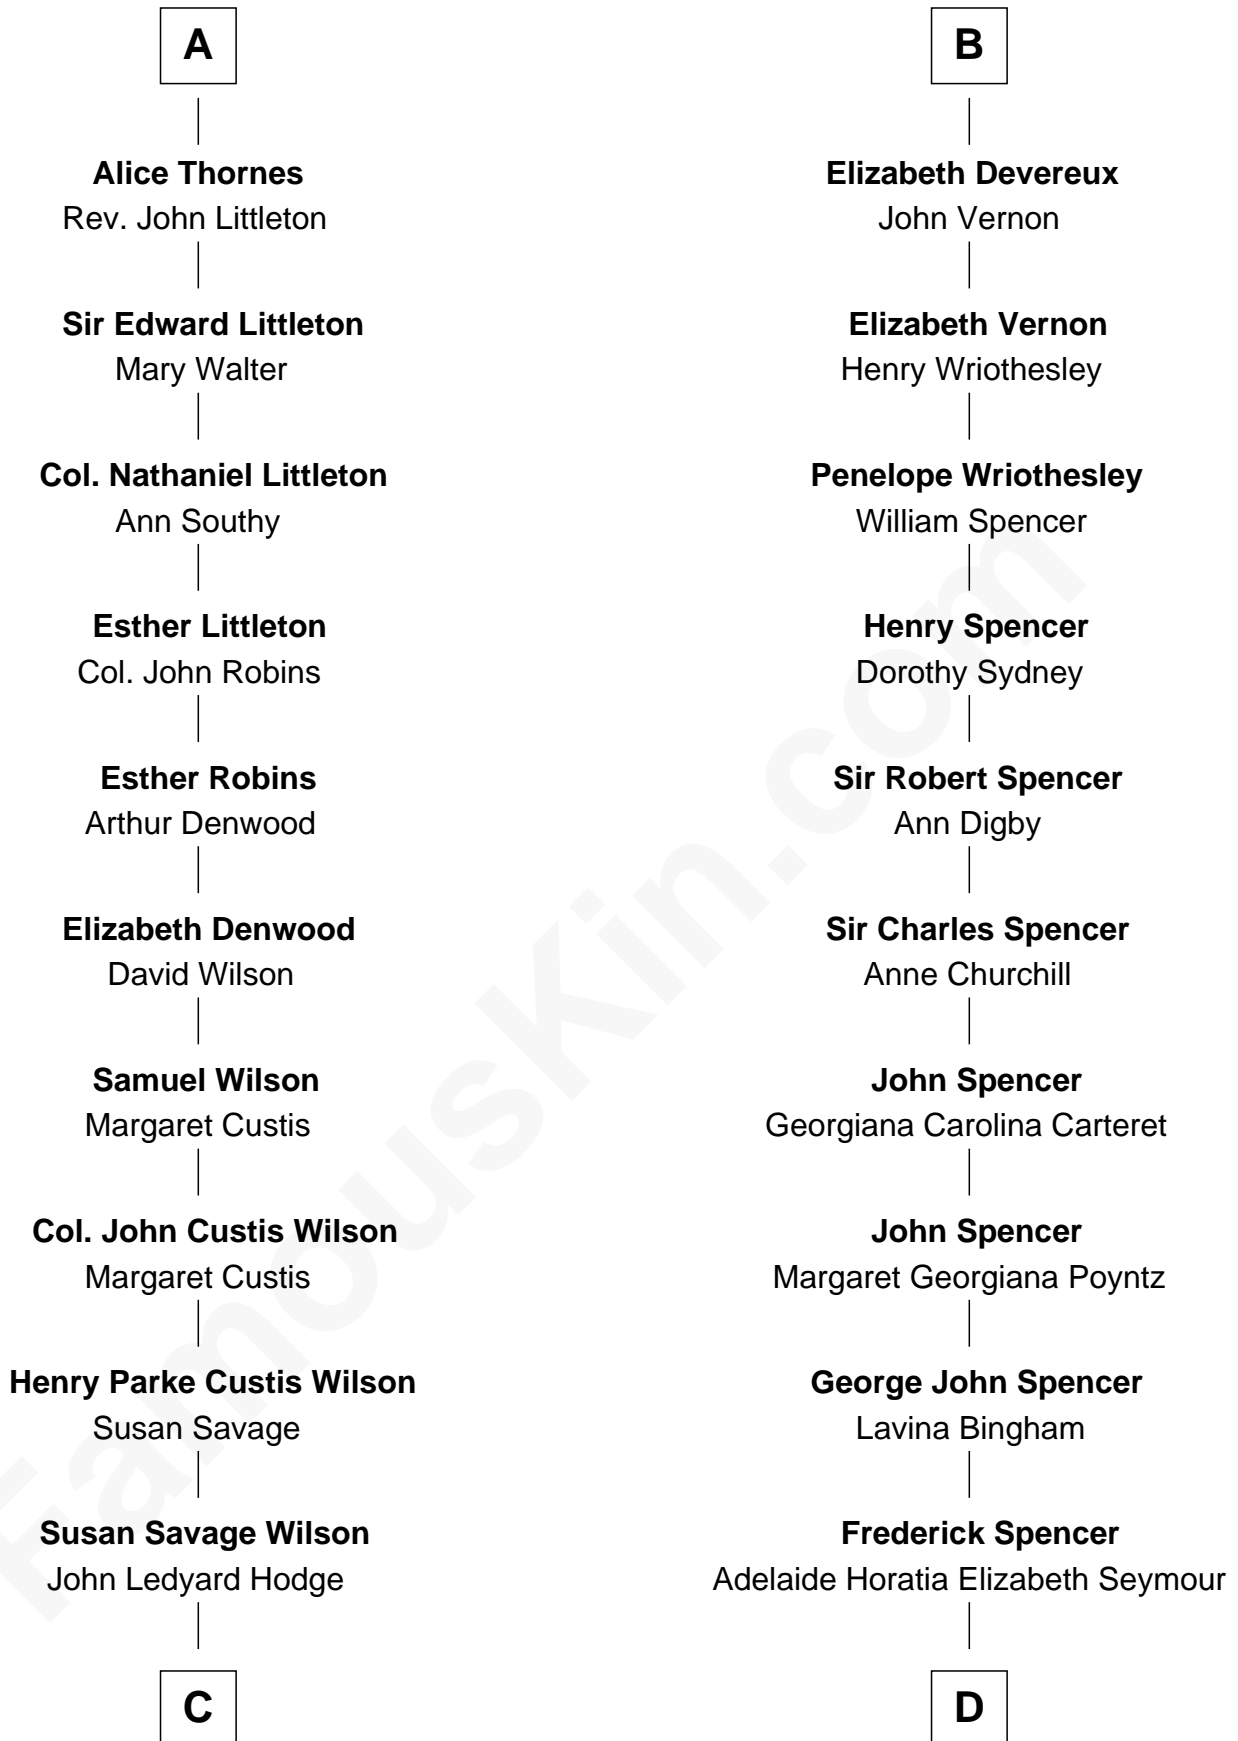 A
Alice Thornes
Rev. John Littleton
Sir Edward Littleton
Mary Walter
Col. Nathaniel Littleton
Ann Southy
Esther Littleton
Col. John Robins
Esther Robins
Arthur Denwood
Elizabeth Denwood
David Wilson
Samuel Wilson
Margaret Custis
Col. John Custis Wilson
Margaret Custis
Henry Parke Custis Wilson
Susan Savage
Susan Savage Wilson
John Ledyard Hodge
C
B
Elizabeth Devereux
John Vernon
Elizabeth Vernon
Henry Wriothesley
Penelope Wriothesley
William Spencer
Henry Spencer
Dorothy Sydney
Sir Robert Spencer
Ann Digby
Sir Charles Spencer
Anne Churchill
John Spencer
Georgiana Carolina Carteret
John Spencer
Margaret Georgiana Poyntz
George John Spencer
Lavina Bingham
Frederick Spencer
Adelaide Horatia Elizabeth Seymour
D
FamousKin.com